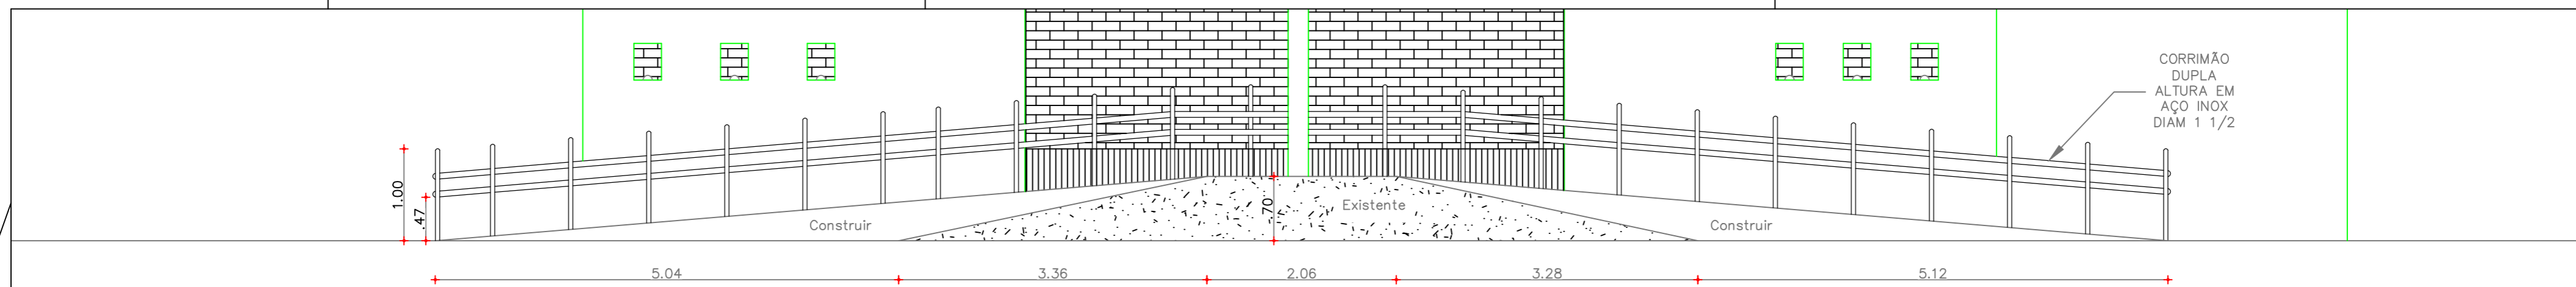 CORRIMÃO
DUPLA
ALTURA EM
AÇO INOX
DIAM 1 1/2
1.00
.47
.70
Existente
Construir
Construir
5.04
3.36
2.06
3.28
5.12